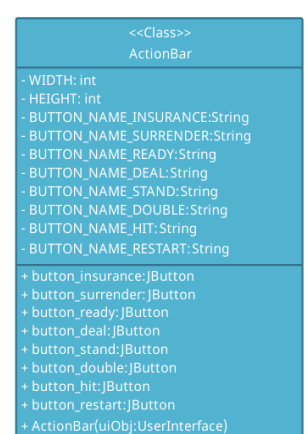 <<Class>>
ActionBar
- WIDTH: int
- HEIGHT: int
- BUTTON_NAME_INSURANCE:String
- BUTTON_NAME_SURRENDER:String
- BUTTON_NAME_READY:String
- BUTTON_NAME_DEAL:String
- BUTTON_NAME_STAND:String
- BUTTON_NAME_DOUBLE:String
- BUTTON_NAME_HIT:String
- BUTTON_NAME_RESTART:String
+ button_insurance:JButton
+ button_surrender:JButton
+ button_ready:JButton
+ button_deal:JButton
+ button_stand:JButton
+ button_double:JButton
+ button_hit:JButton
+ button_restart:JButton
+ ActionBar(uiObj:UserInterface)